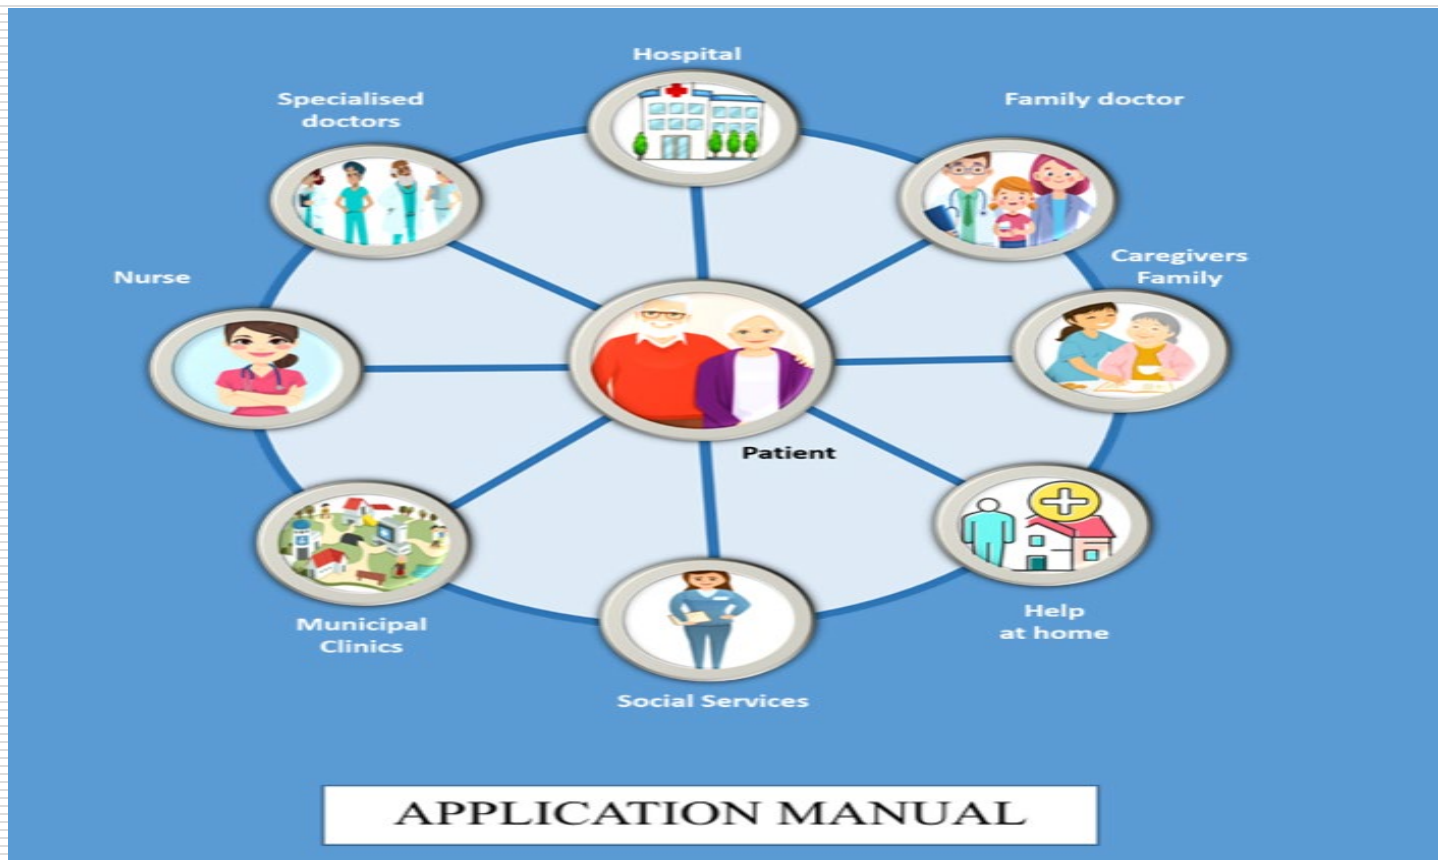 Hospital
Specialised
doctors
Family doctor
Caregivers
Family
Nurse
Patient
Help
at home
Municipal
Clinics
Social Services
APPLICATION MANUAL